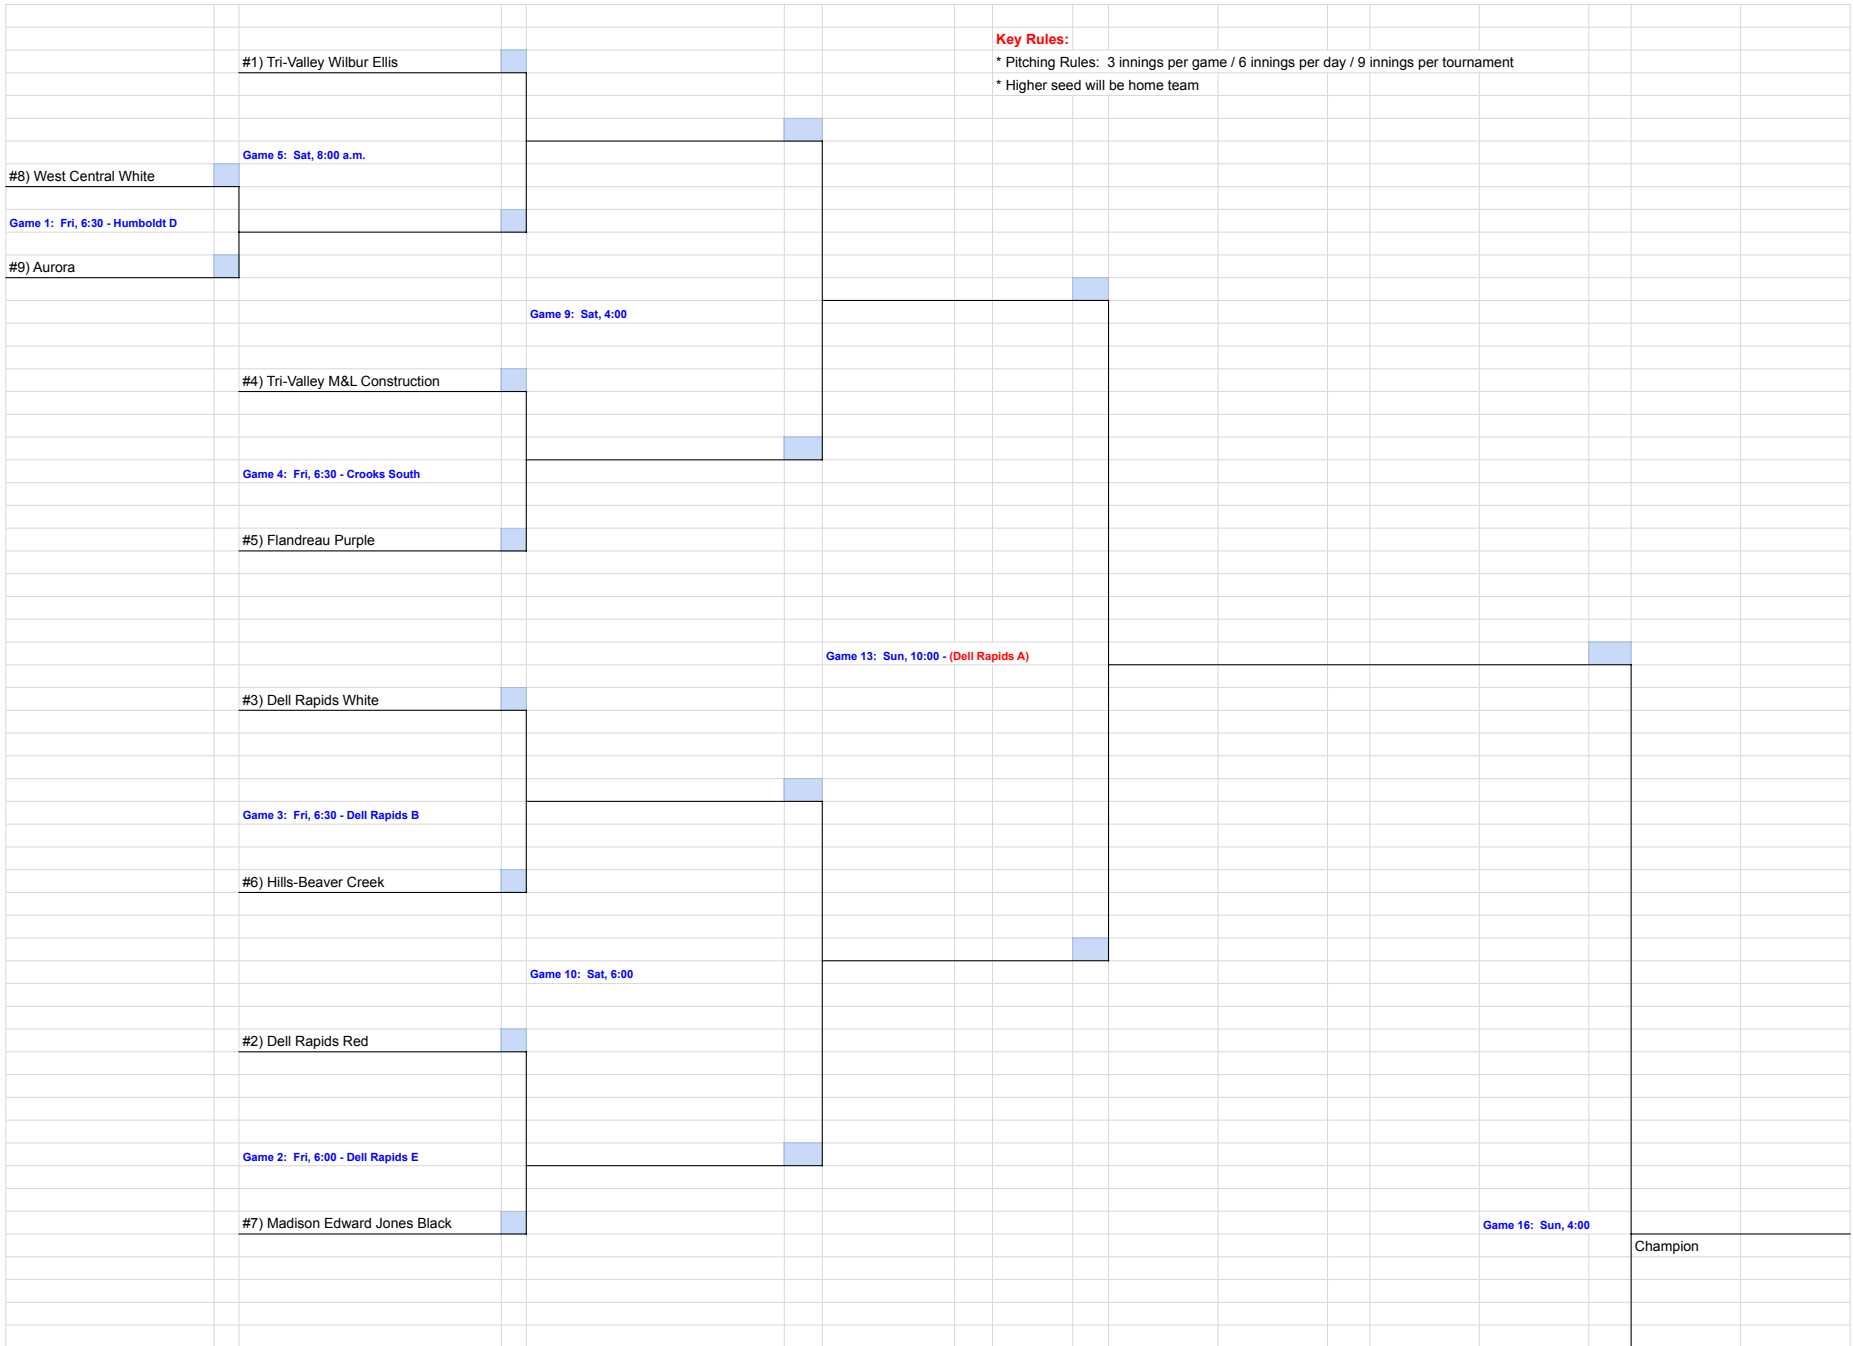 Key Rules:
#1) Tri-Valley Wilbur Ellis
* Pitching Rules:  3 innings per game / 6 innings per day / 9 innings per tournament
* Higher seed will be home team
Game 5:  Sat, 8:00 a.m.
#8) West Central White
Game 1:  Fri, 6:30 - Humboldt D
#9) Aurora
Game 9:  Sat, 4:00
#4) Tri-Valley M&L Construction
Game 4:  Fri, 6:30 - Crooks South
#5) Flandreau Purple
Game 13:  Sun, 10:00 - (Dell Rapids A)
#3) Dell Rapids White
Game 3:  Fri, 6:30 - Dell Rapids B
#6) Hills-Beaver Creek
Game 10:  Sat, 6:00
#2) Dell Rapids Red
Game 2:  Fri, 6:00 - Dell Rapids E
#7) Madison Edward Jones Black
Game 16:  Sun, 4:00
Champion